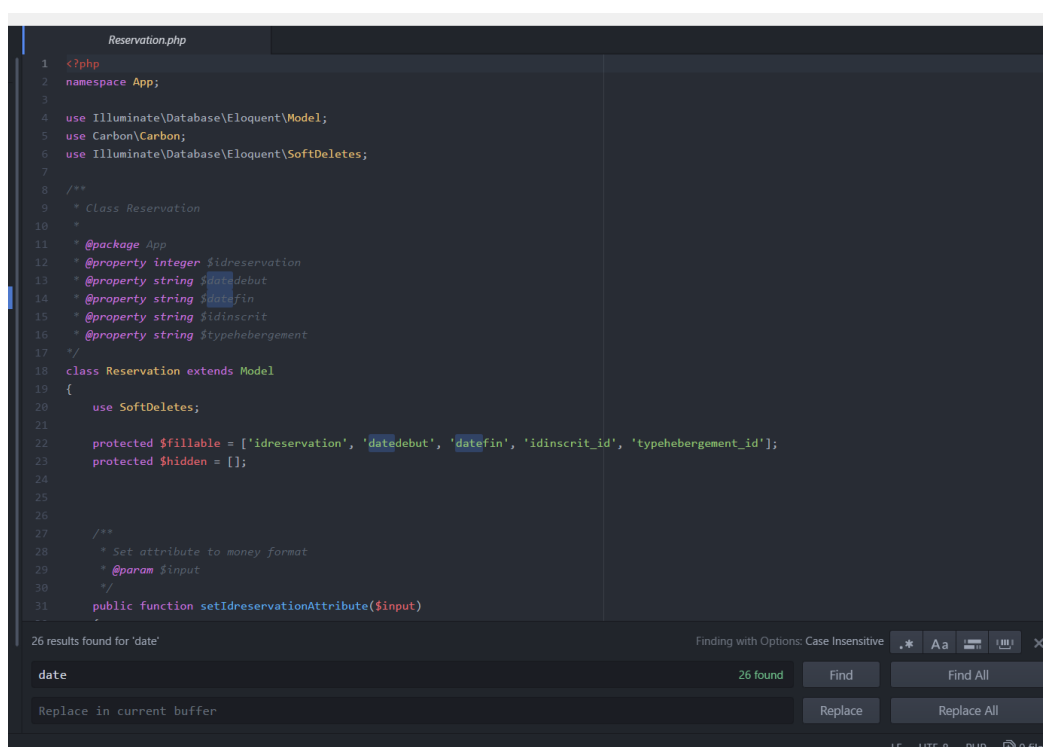 Reservation.php
1 <?php
2 namespace App;
3
4 use Illuminate\Database\Eloquent\Model;
5 use Carbon\Carbon;
6 use Illuminate\Database\Eloquent\SoftDeletes;
7
8 /**
9 * Class Reservation
10 *
11 * @package App
12 * @property integer $idreservation
13 * @property string $datedebut
14 * @property string $datefin
15 * @property string $idinscrit
16 * @property string $typehebergement
17 */
18 class Reservation extends Model
19 {
20 use SoftDeletes;
21
22 protected $fillable = ['idreservation', 'datedebut', 'datefin', 'idinscrit_id', 'typehebergement_id'];
23 protected $hidden = [];
24
25
26
27 /**
28 * Set attribute to money format
29 * @param $input
30 */
31 public function setIdreservationAttribute($input)
26 results found for 'date' Finding with Options: Case Insensitive .* Aa
date 26 found Find Find All
Replace in current buffer Replace Replace All